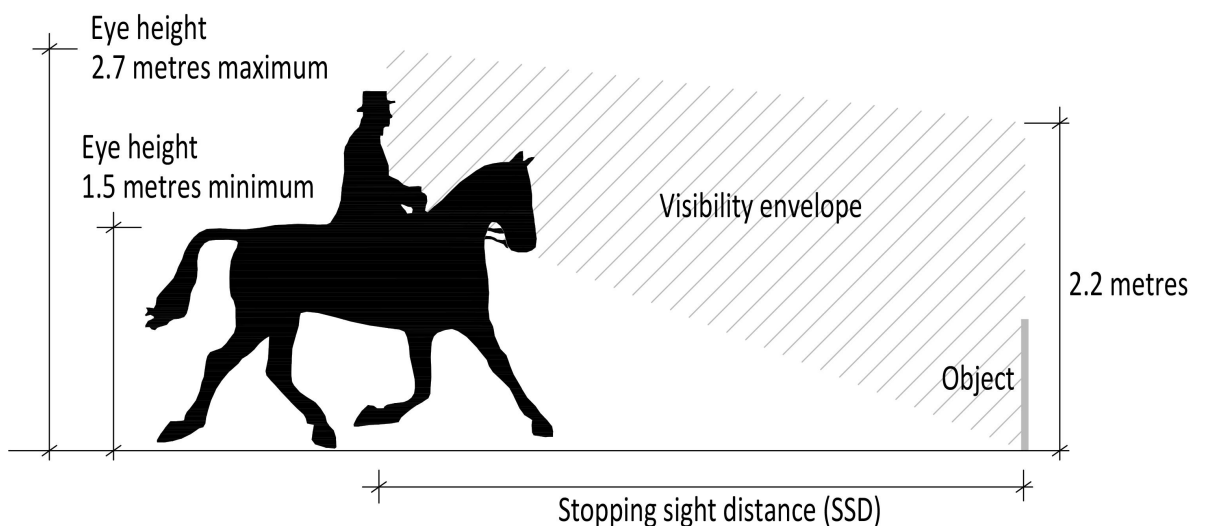 Eye height
2.7 metres maximum
Eye height
1.5 metres minimum
Visibility envelope
2.2 metres
Object
Stopping sight distance (SSD)